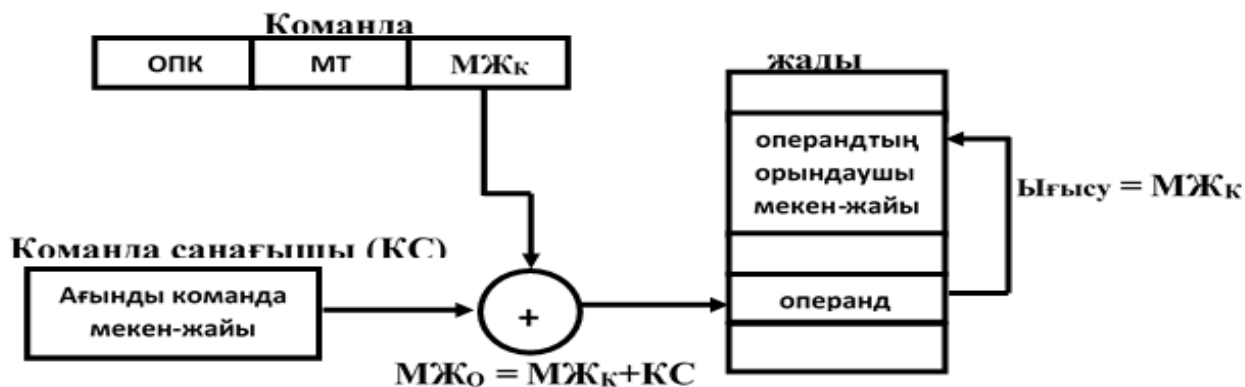 Команда
ОПК МТ МЖК
жады
операндтың
орындаушы
мекен-жайы
Ығысу = МЖК
Команда санағышы (КС)
Ағынды команда
мекен-жайы
+
операнд
МЖО = МЖК+КС